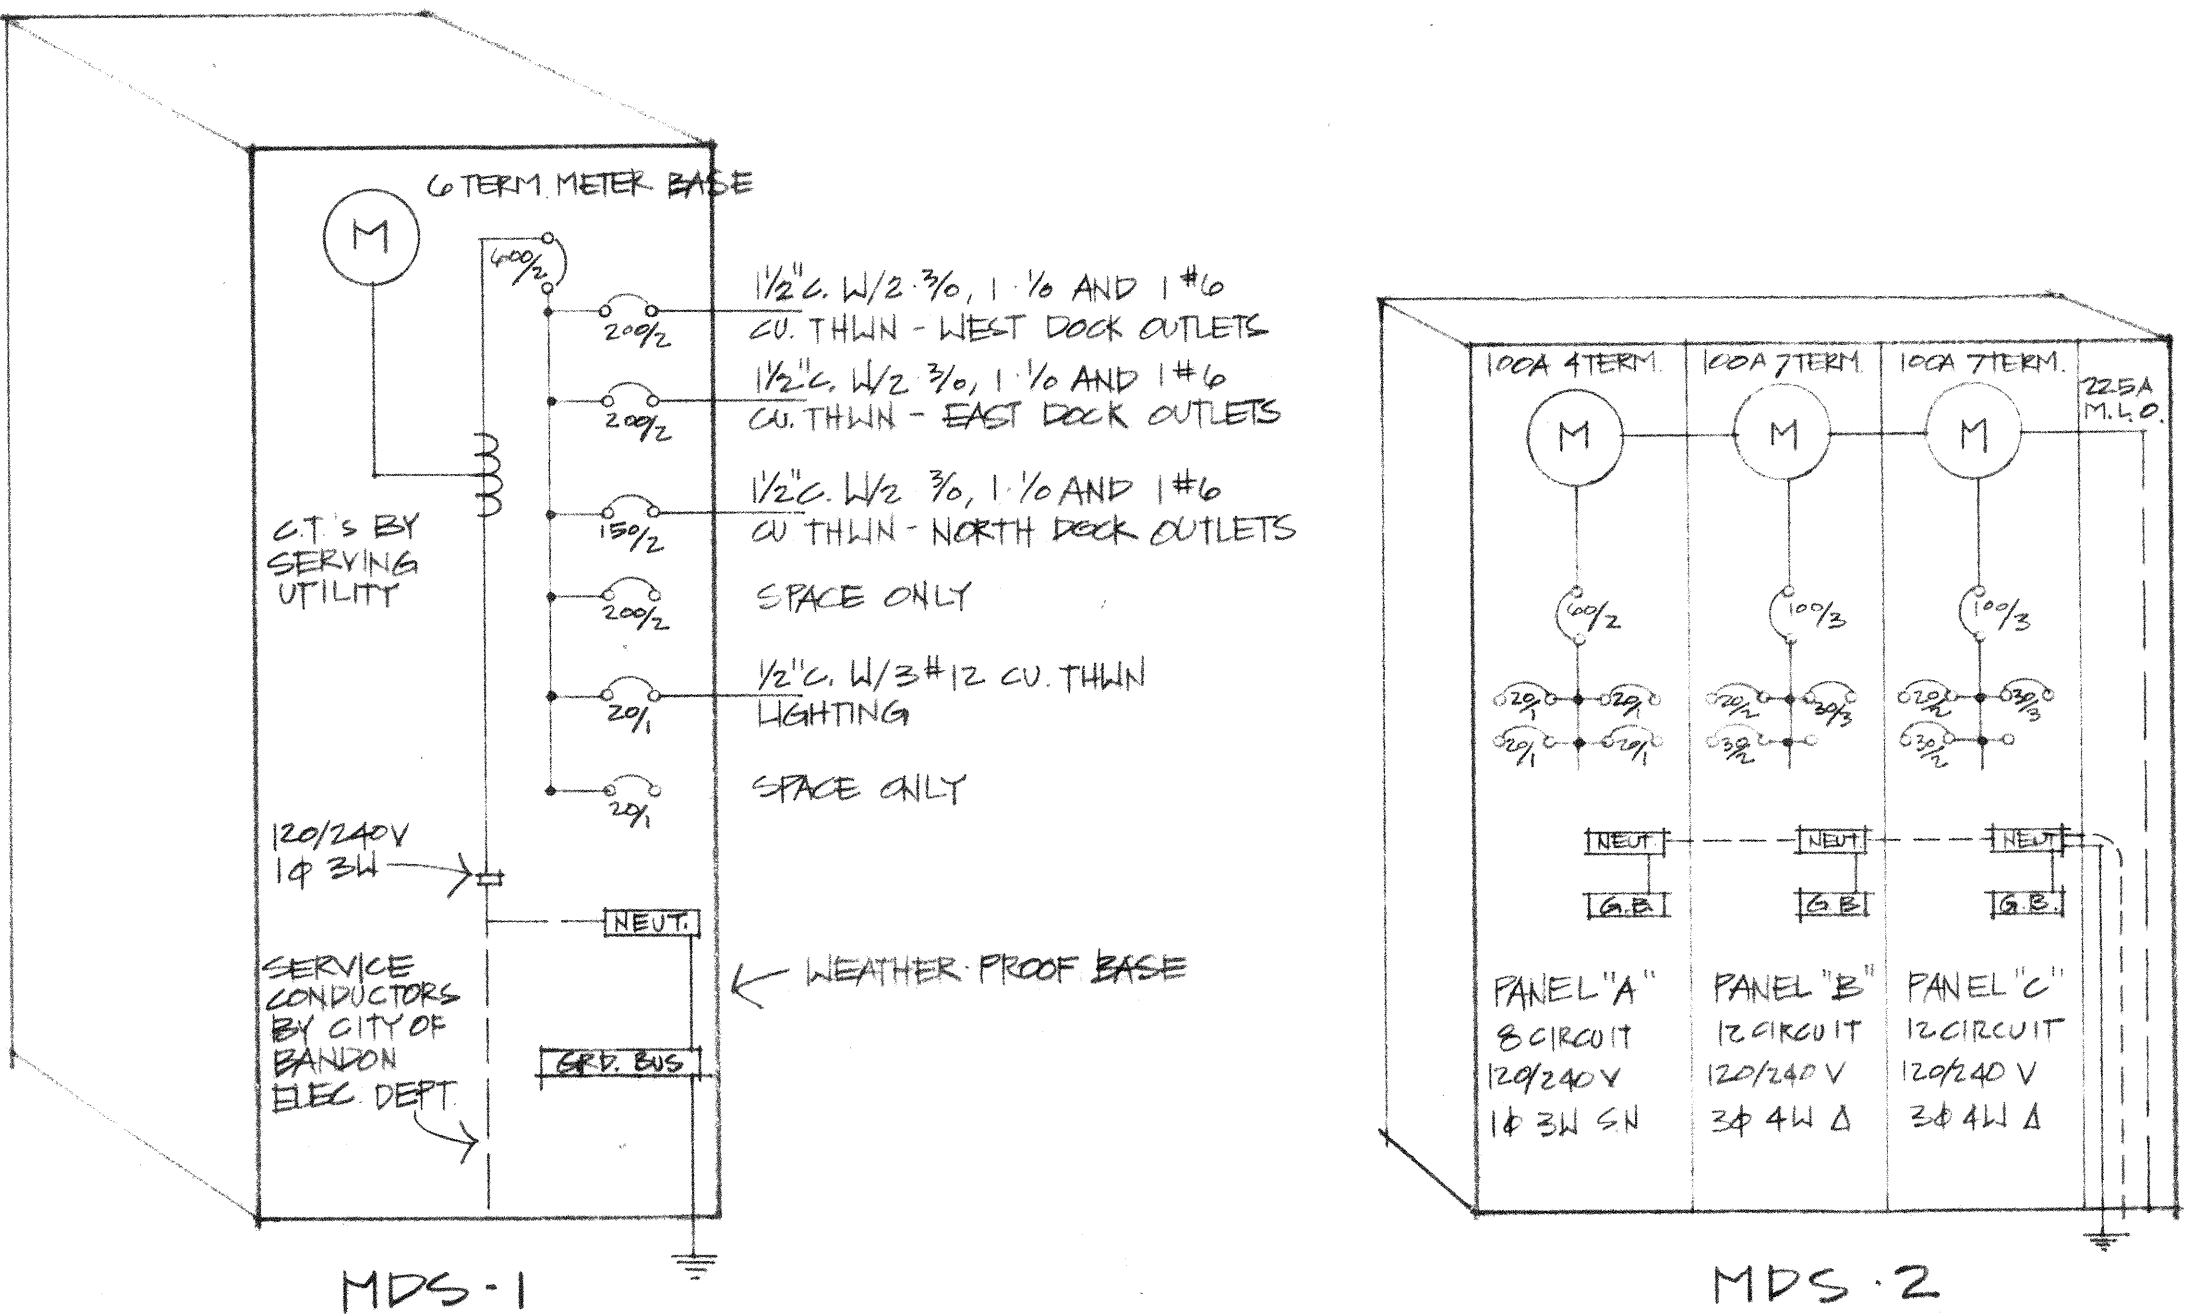 6 TERM. METER BASE
M
600/2
1½"C. W/2·3/0, 1·1/0 AND 1#6
CU. THWN - WEST DOCK OUTLETS
200/2
1½"C. W/2 3/0, 1·1/0 AND 1#6
CU. THWN - EAST DOCK OUTLETS
200/2
1½"C. W/2 3/0, 1·1/0 AND 1#6
CU THWN - NORTH DOCK OUTLETS
150/2
C.T.'S BY
SERVING
UTILITY
SPACE ONLY
200/2
½"C. W/3#12 CU. THWN
LIGHTING
20/1
SPACE ONLY
20/1
120/240V
1φ 3W
NEUT.
SERVICE
CONDUCTORS
BY CITY OF
BANDON
ELEC. DEPT.
WEATHER·PROOF BASE
GRD. BUS
MDS-1
100A 4TERM.
M
60/2
20/1 20/1
20/1 20/1
NEUT
G.B.
PANEL "A"
8 CIRCUIT
120/240 V
1φ 3W S.N
100A 7TERM.
M
100/3
20/2 30/3
30/2
NEUT
G.B
PANEL "B"
12 CIRCUIT
120/240 V
3φ 4W Δ
100A 7TERM.
M
100/3
20/2 30/3
30/2
NEUT
G.B.
PANEL "C"
12 CIRCUIT
120/240 V
3φ 4W Δ
225A
M.L.O.
MDS·2